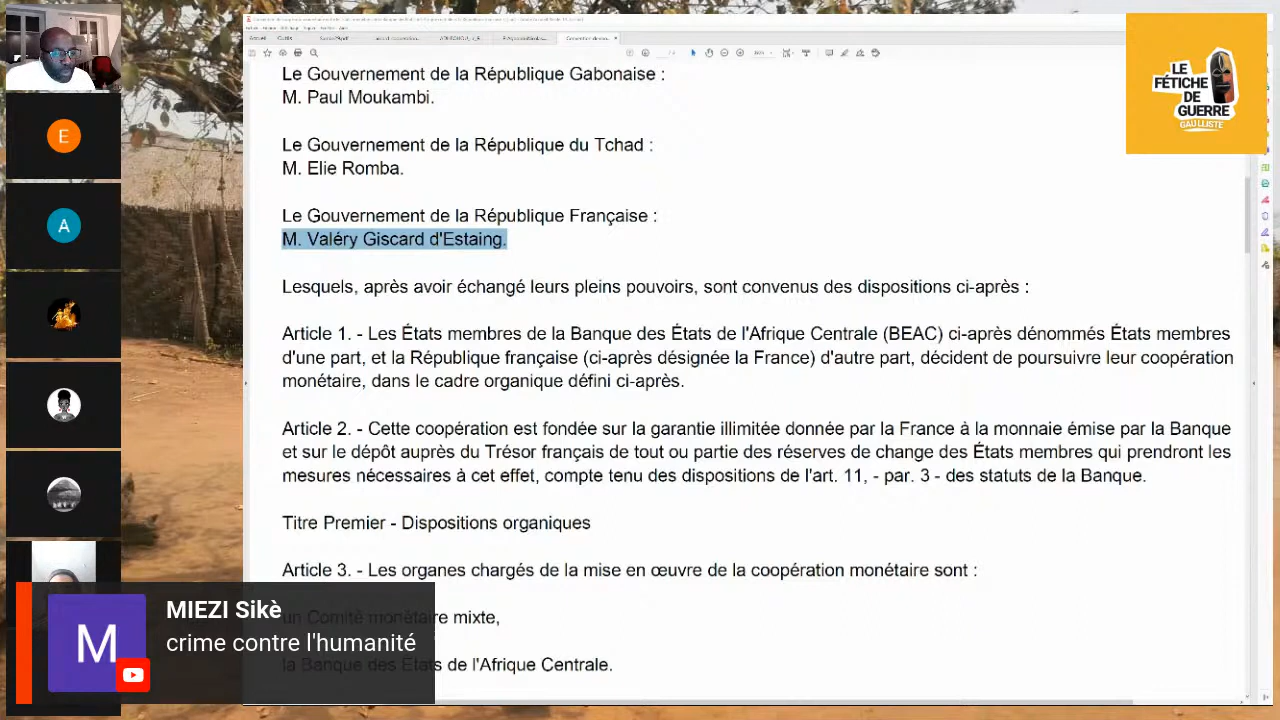 Le Gouvernement de la République Gabonaise :
M. Paul Moukambi.
Le Gouvernement de la République du Tchad :
M. Elie Romba.
Le Gouvernement de la République Française :
M. Valéry Giscard d'Estaing.
Lesquels, après avoir échangé leurs pleins pouvoirs, sont convenus des dispositions ci-après :
Article 1. - Les États membres de la Banque des États de l'Afrique Centrale (BEAC) ci-après dénommés États membres
d'une part, et la République française (ci-après désignée la France) d'autre part, décident de poursuivre leur coopération
monétaire, dans le cadre organique défini ci-après.
Article 2. - Cette coopération est fondée sur la garantie illimitée donnée par la France à la monnaie émise par la Banque
et sur le dépôt auprès du Trésor français de tout ou partie des réserves de change des États membres qui prendront les
mesures nécessaires à cet effet, compte tenu des dispositions de l'art. 11, - par. 3 - des statuts de la Banque.
Titre Premier - Dispositions organiques
Article 3. - Les organes chargés de la mise en œuvre de la coopération monétaire sont :
un Comité monétaire mixte,
la Banque des États de l'Afrique Centrale.
LE
FÉTICHE
DE
GUERRE
GAULLISTE
E
A
M
MIEZI Sikè
crime contre l'humanité